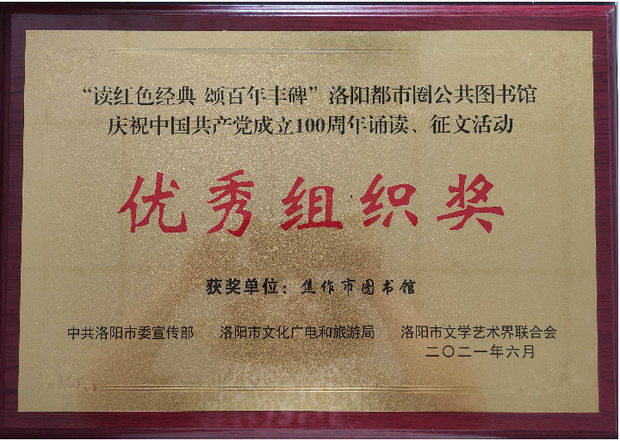 “读红色经典 颂百年丰碑”洛阳都市圈公共图书馆
庆祝中国共产党成立100周年诵读、征文活动
优秀组织奖
获奖单位：焦作市图书馆
中共洛阳市委宣传部 洛阳市文化广电和旅游局 洛阳市文学艺术界联合会
二〇二一年六月